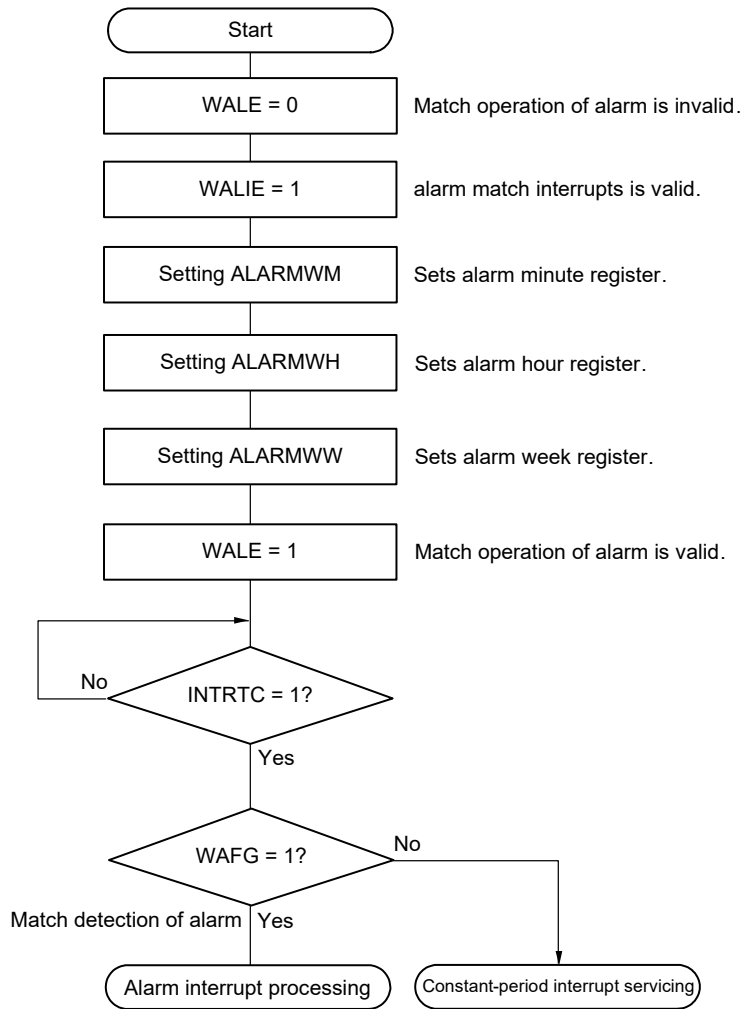 Start
WALE = 0
Match operation of alarm is invalid.
WALIE = 1
alarm match interrupts is valid.
Setting ALARMWM
Sets alarm minute register.
Setting ALARMWH
Sets alarm hour register.
Setting ALARMWW
Sets alarm week register.
WALE = 1
Match operation of alarm is valid.
No
INTRTC = 1?
Yes
WAFG = 1?
No
Match detection of alarm
Yes
Alarm interrupt processing
Constant-period interrupt servicing